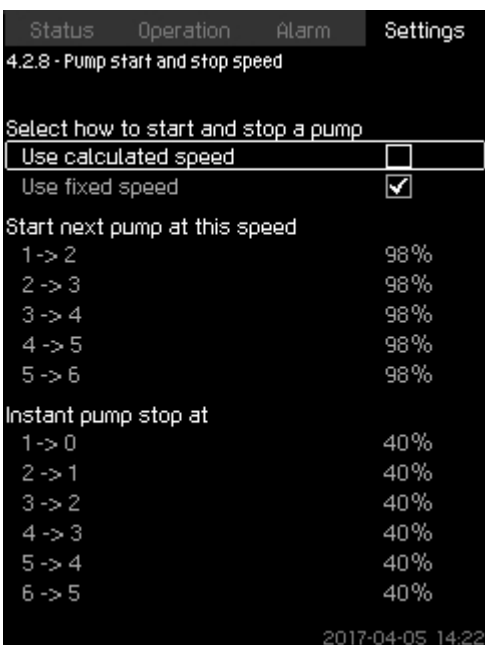 Status Operation Alarm Settings
4.2.8 - Pump start and stop speed
Select how to start and stop a pump
Use calculated speed
Use fixed speed
Start next pump at this speed
1 -> 2 98%
2 -> 3 98%
3 -> 4 98%
4 -> 5 98%
5 -> 6 98%
Instant pump stop at
1 -> 0 40%
2 -> 1 40%
3 -> 2 40%
4 -> 3 40%
5 -> 4 40%
6 -> 5 40%
2017-04-05 14:22